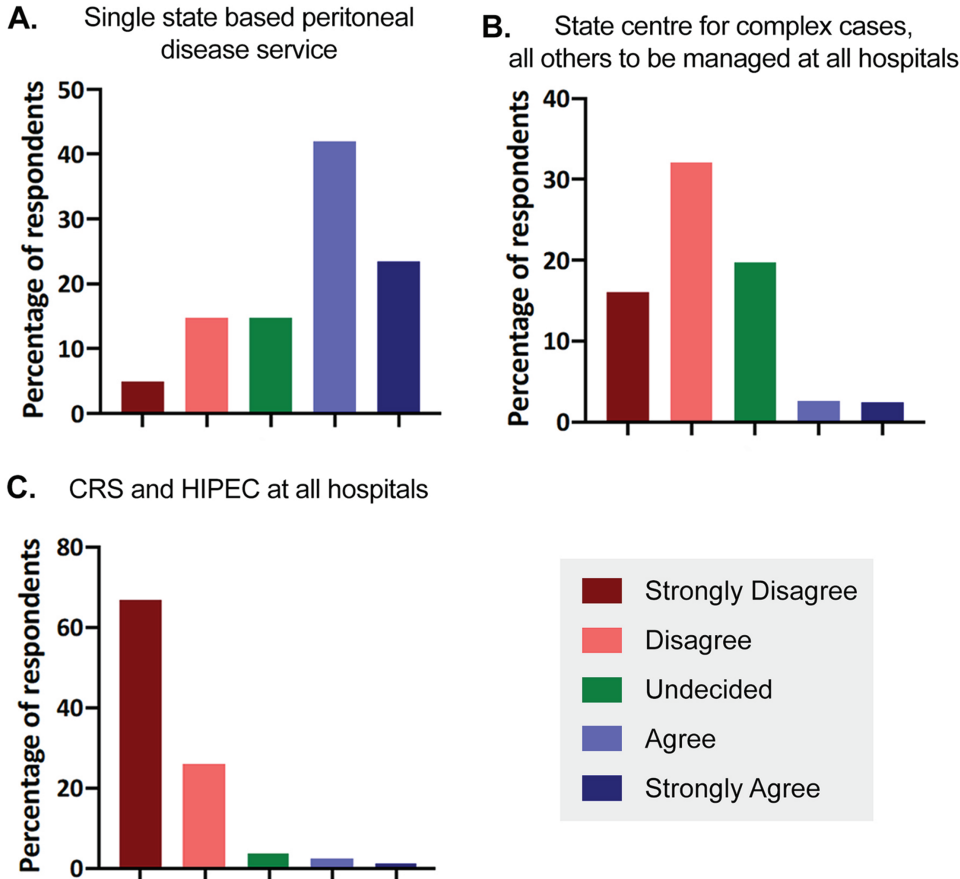 A.
Single state based peritoneal
disease service
Percentage of respondents
50
40
30
20
10
0
B.
State centre for complex cases,
all others to be managed at all hospitals
Percentage of respondents
40
30
20
10
0
C.
CRS and HIPEC at all hospitals
Percentage of respondents
80
60
40
20
0
Strongly Disagree
Disagree
Undecided
Agree
Strongly Agree